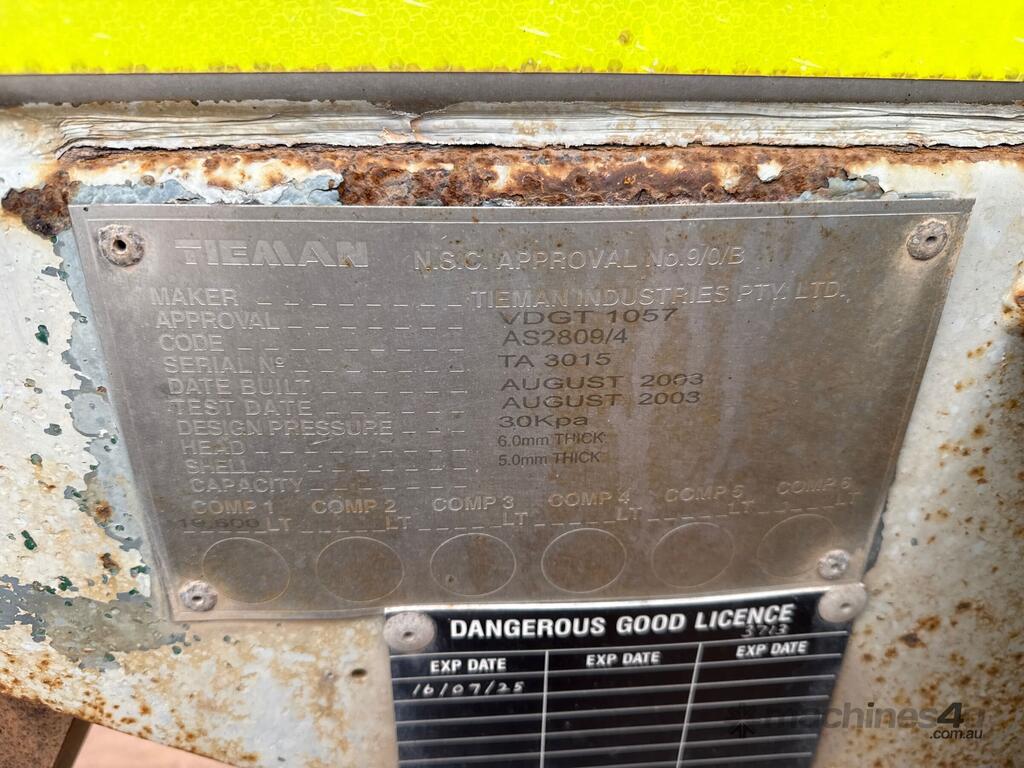 TIEMAN N.S.C. APPROVAL No.9/0/B
MAKER TIEMAN INDUSTRIES PTY. LTD.
APPROVAL VDGT 1057
CODE AS2809/4
SERIAL Nº TA 3015
DATE BUILT AUGUST 2003
TEST DATE AUGUST 2003
DESIGN PRESSURE 30Kpa
HEAD 6.0mm THICK
SHELL 5.0mm THICK
CAPACITY
COMP 1 COMP 2 COMP 3 COMP 4 COMP 5 COMP 6
19,600 LT LT LT LT LT LT
DANGEROUS GOOD LICENCE
3713
EXP DATE EXP DATE EXP DATE
16/07/25
machines4u
.com.au